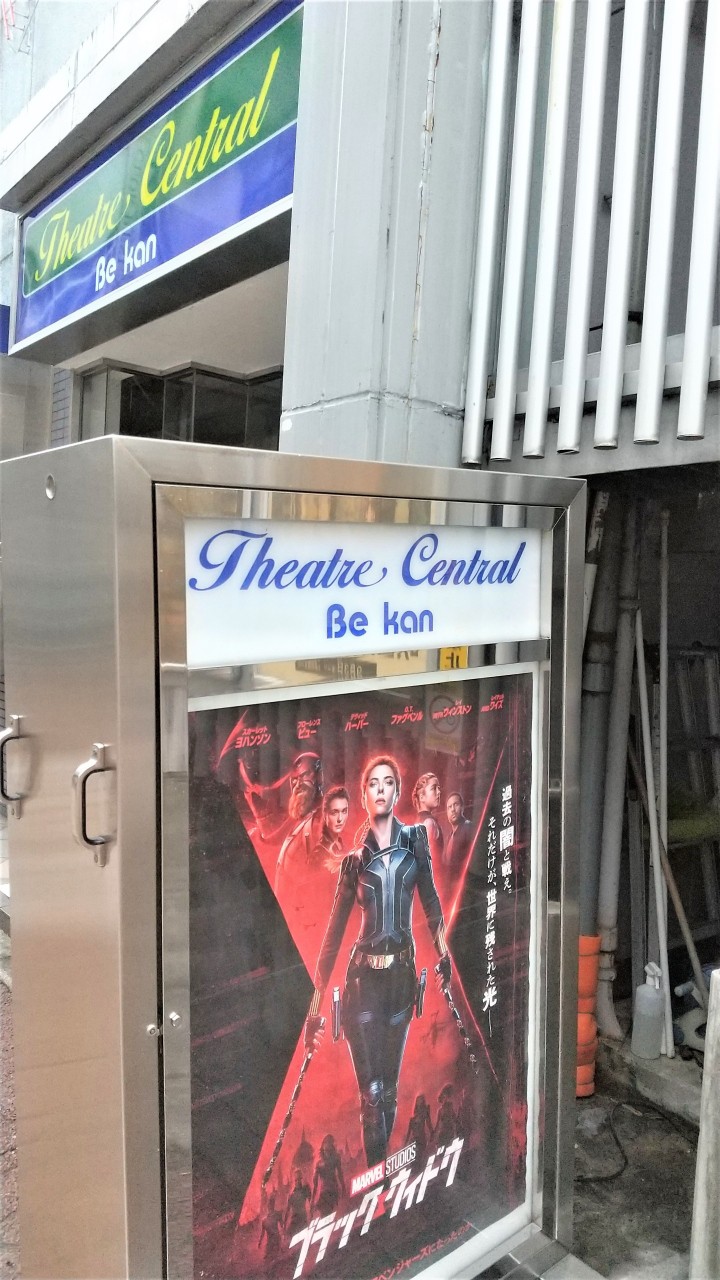 Theatre Central
Be kan
Theatre Central
Be kan
スカーレット
ヨハンソン
フローレンス
ピュー
デヴィッド
ハーバー
O.T.
ファグベンル
ウィンストン
レイチェル
ワイズ
過去の闇と戦え。
それだけが、世界に残された光—
MARVEL STUDIOS
ブラック・ウィドウ